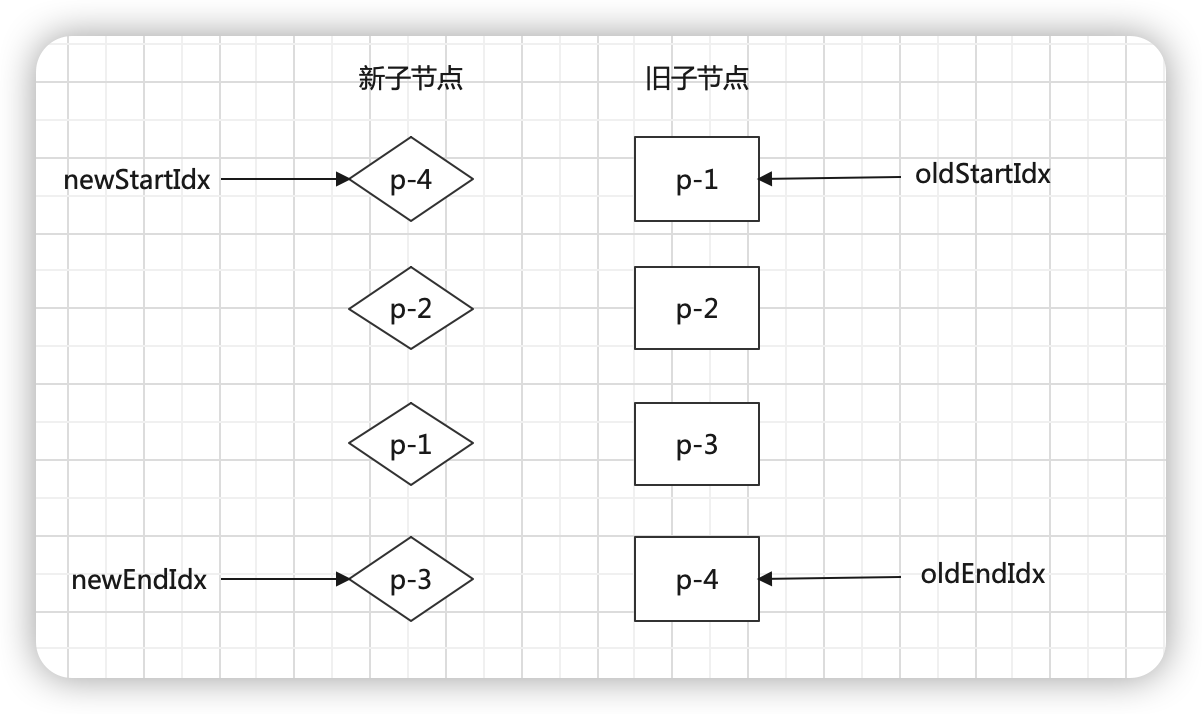 新子节点 旧子节点
newStartIdx p-4 p-1 oldStartIdx
p-2 p-2
p-1 p-3
newEndIdx p-3 p-4 oldEndIdx